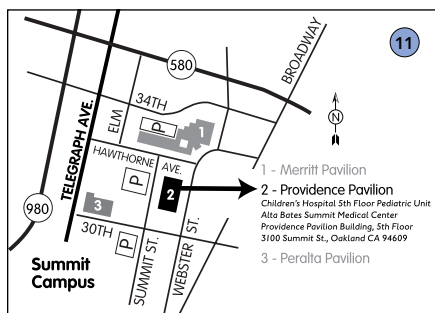 11
580
BROADWAY
34TH
ELM
P
1
TELEGRAPH AVE.
HAWTHORNE AVE.
N
1 - Merritt Pavilion
P
2
2 - Providence Pavilion
Children's Hospital 5th Floor Pediatric Unit
Alta Bates Summit Medical Center
Providence Pavilion Building, 5th Floor
3100 Summit St., Oakland CA 94609
3 - Peralta Pavilion
980
3
30TH
P
SUMMIT ST.
WEBSTER ST.
Summit
Campus